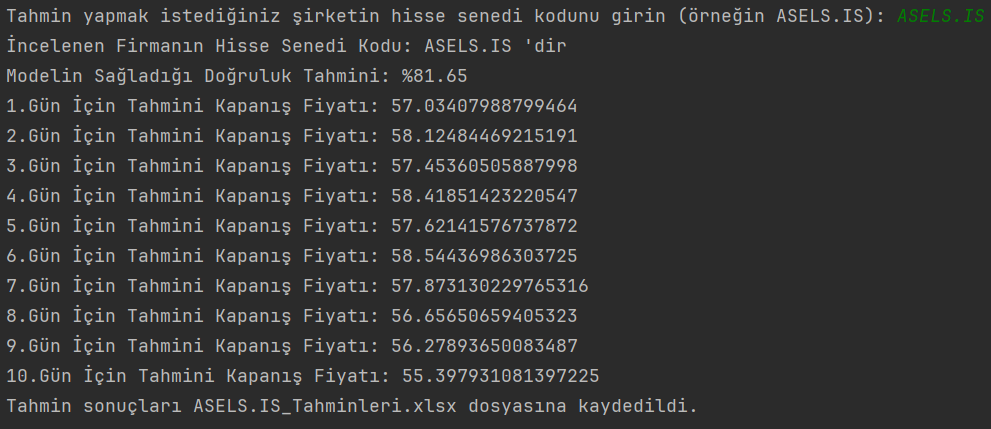 Tahmin yapmak istediğiniz şirketin hisse senedi kodunu girin (örneğin ASELS.IS): ASELS.IS
İncelenen Firmanın Hisse Senedi Kodu: ASELS.IS 'dir
Modelin Sağladığı Doğruluk Tahmini: %81.65
1.Gün İçin Tahmini Kapanış Fiyatı: 57.03407988799464
2.Gün İçin Tahmini Kapanış Fiyatı: 58.12484469215191
3.Gün İçin Tahmini Kapanış Fiyatı: 57.45360505887998
4.Gün İçin Tahmini Kapanış Fiyatı: 58.41851423220547
5.Gün İçin Tahmini Kapanış Fiyatı: 57.62141576737872
6.Gün İçin Tahmini Kapanış Fiyatı: 58.54436986303725
7.Gün İçin Tahmini Kapanış Fiyatı: 57.873130229765316
8.Gün İçin Tahmini Kapanış Fiyatı: 56.65650659405323
9.Gün İçin Tahmini Kapanış Fiyatı: 56.27893650083487
10.Gün İçin Tahmini Kapanış Fiyatı: 55.397931081397225
Tahmin sonuçları ASELS.IS_Tahminleri.xlsx dosyasına kaydedildi.